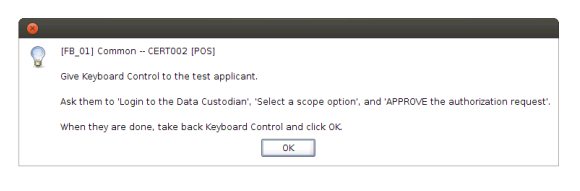 [FB_01] Common -- CERT002 [POS]
Give Keyboard Control to the test applicant.
Ask them to 'Login to the Data Custodian', 'Select a scope option', and 'APPROVE the authorization request'.
When they are done, take back Keyboard Control and click OK.
OK